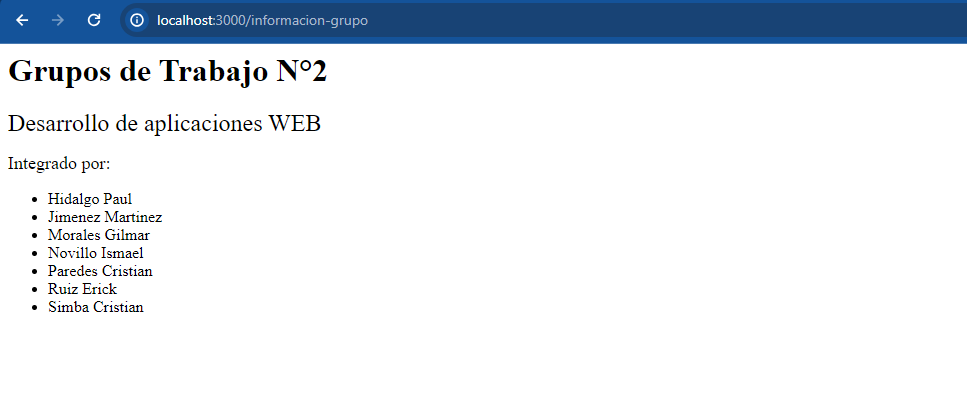 localhost:3000/informacion-grupo
Grupos de Trabajo N°2
Desarrollo de aplicaciones WEB
Integrado por:
Hidalgo Paul
Jimenez Martinez
Morales Gilmar
Novillo Ismael
Paredes Cristian
Ruiz Erick
Simba Cristian